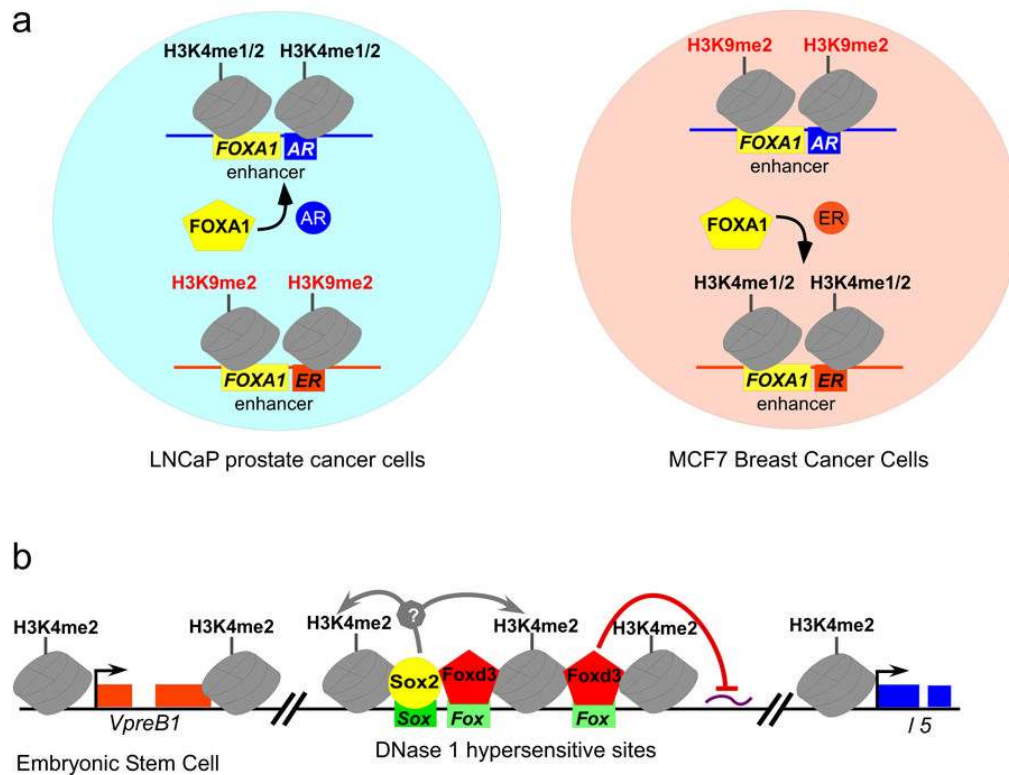 a
H3K4me1/2 H3K4me1/2
FOXA1 AR
enhancer
FOXA1 AR
H3K9me2 H3K9me2
FOXA1 ER
enhancer
LNCaP prostate cancer cells
H3K9me2 H3K9me2
FOXA1 AR
enhancer
FOXA1 ER
H3K4me1/2 H3K4me1/2
FOXA1 ER
enhancer
MCF7 Breast Cancer Cells
b
H3K4me2 H3K4me2 H3K4me2 ? H3K4me2 H3K4me2 H3K4me2
Sox2 Foxd3 Foxd3
Sox Fox Fox
VpreB1 l 5
DNase 1 hypersensitive sites
Embryonic Stem Cell